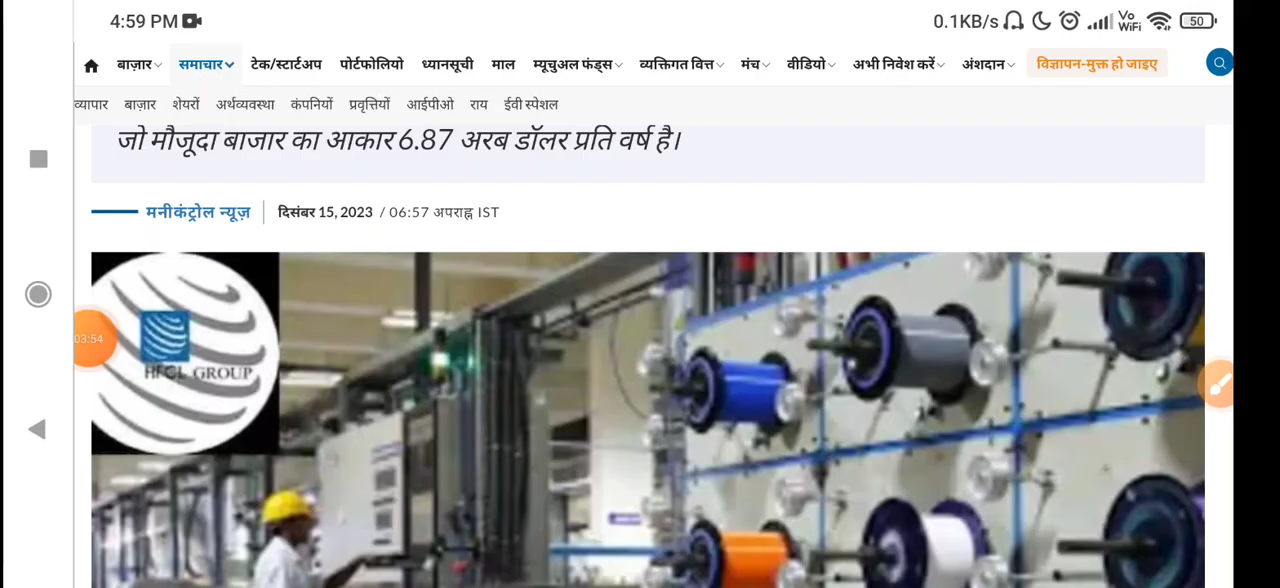 4:59 PM
0.1KB/s Vo WiFi 50
बाज़ार समाचार टेक/स्टार्टअप पोर्टफोलियो ध्यानसूची माल म्यूचुअल फंड्स व्यक्तिगत वित्त मंच वीडियो अभी निवेश करें अंशदान विज्ञापन-मुक्त हो जाइए
व्यापार बाज़ार शेयरों अर्थव्यवस्था कंपनियों प्रवृत्तियों आईपीओ राय ईवी स्पेशल
जो मौजूदा बाजार का आकार 6.87 अरब डॉलर प्रति वर्ष है।
मनीकंट्रोल न्यूज़ दिसंबर 15, 2023 / 06:57 अपराह्न IST
03:54
HFCL GROUP